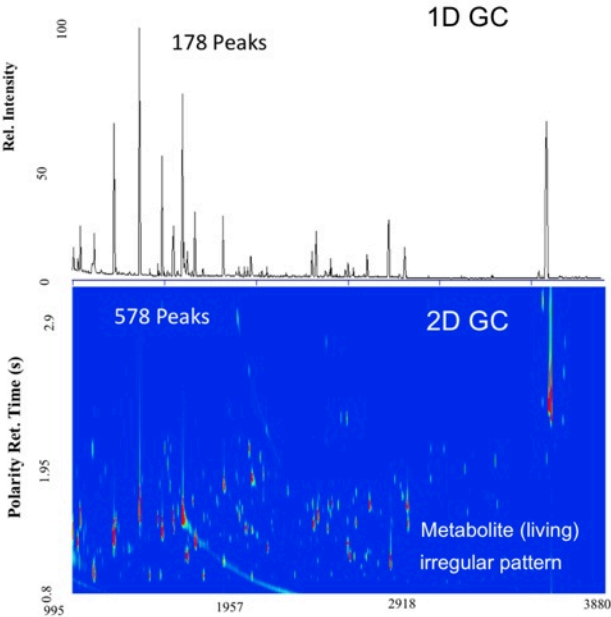 1D GC
178 Peaks
Rel. Intensity
100
50
0
578 Peaks
2D GC
Polarity Ret. Time (s)
2.9
1.95
0.8
Metabolite (living)
irregular pattern
995
1957
2918
3880